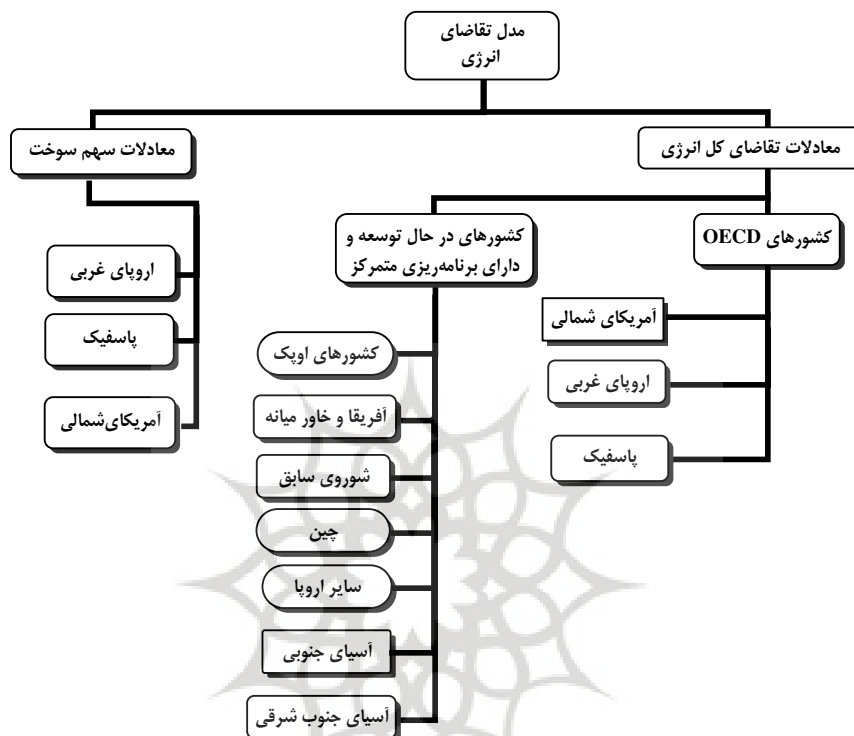 مدل تقاضای
انرژی
معادلات تقاضای کل انرژی
معادلات سهم سوخت
کشورهای OECD
کشورهای در حال توسعه و
دارای برنامه‌ریزی متمرکز
آمریکای شمالی
اروپای غربی
پاسفیک
کشورهای اوپک
آفریقا و خاور میانه
شوروی سابق
چین
سایر اروپا
آسیای جنوبی
آسیای جنوب شرقی
اروپای غربی
پاسفیک
آمریکای‌شمالی